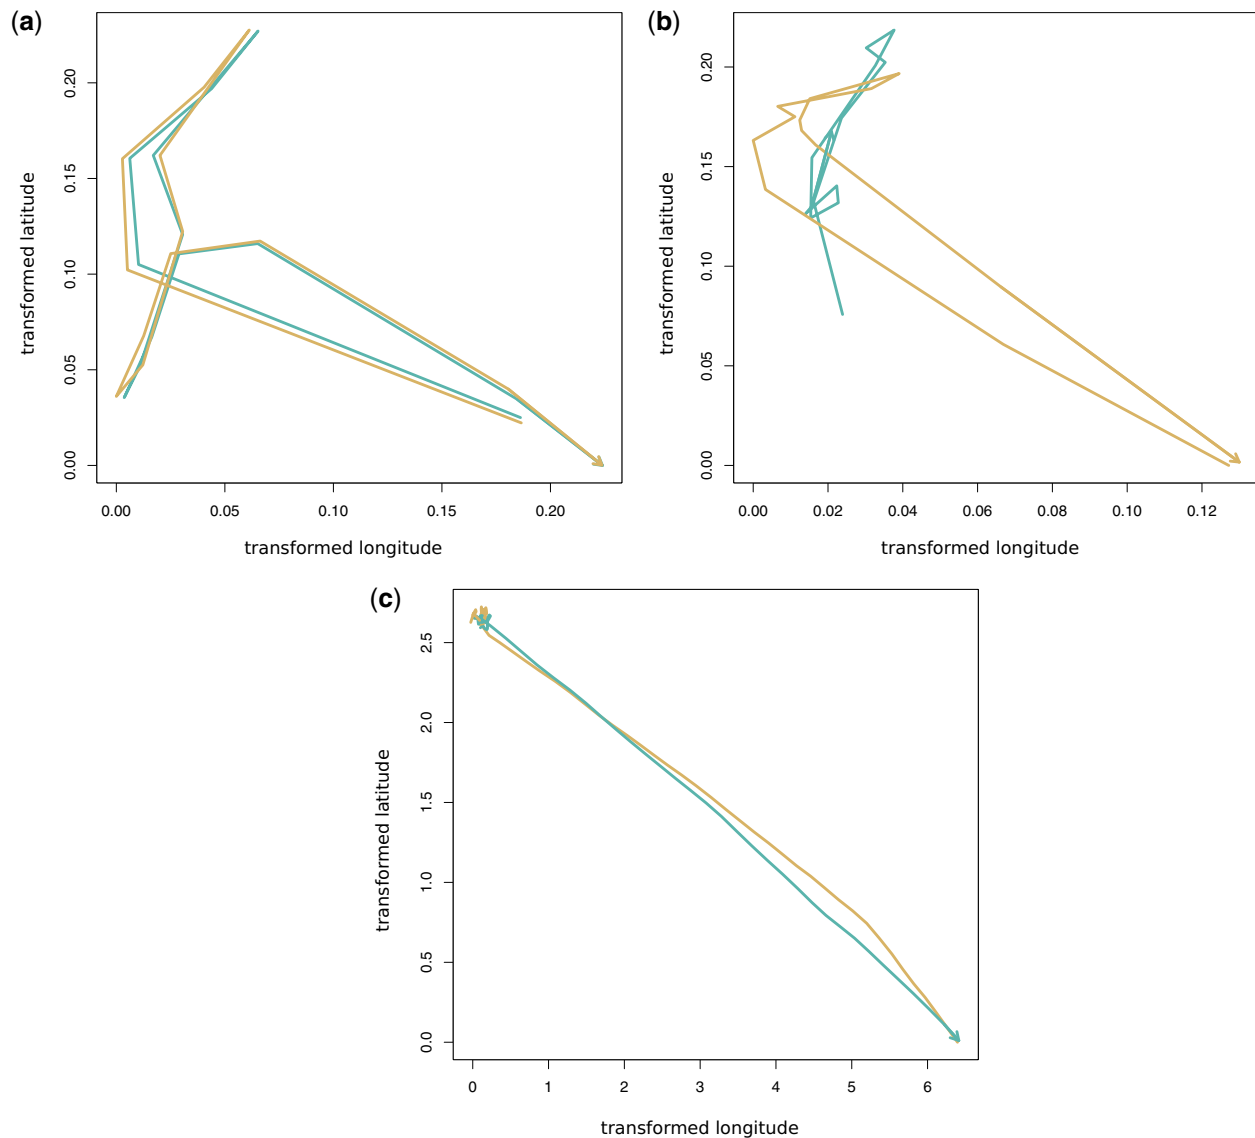 (a)
transformed latitude
0.20
0.15
0.10
0.05
0.00
0.00 0.05 0.10 0.15 0.20
transformed longitude
(b)
transformed latitude
0.20
0.15
0.10
0.05
0.00
0.00 0.02 0.04 0.06 0.08 0.10 0.12
transformed longitude
(c)
transformed latitude
2.5
2.0
1.5
1.0
0.5
0.0
0 1 2 3 4 5 6
transformed longitude